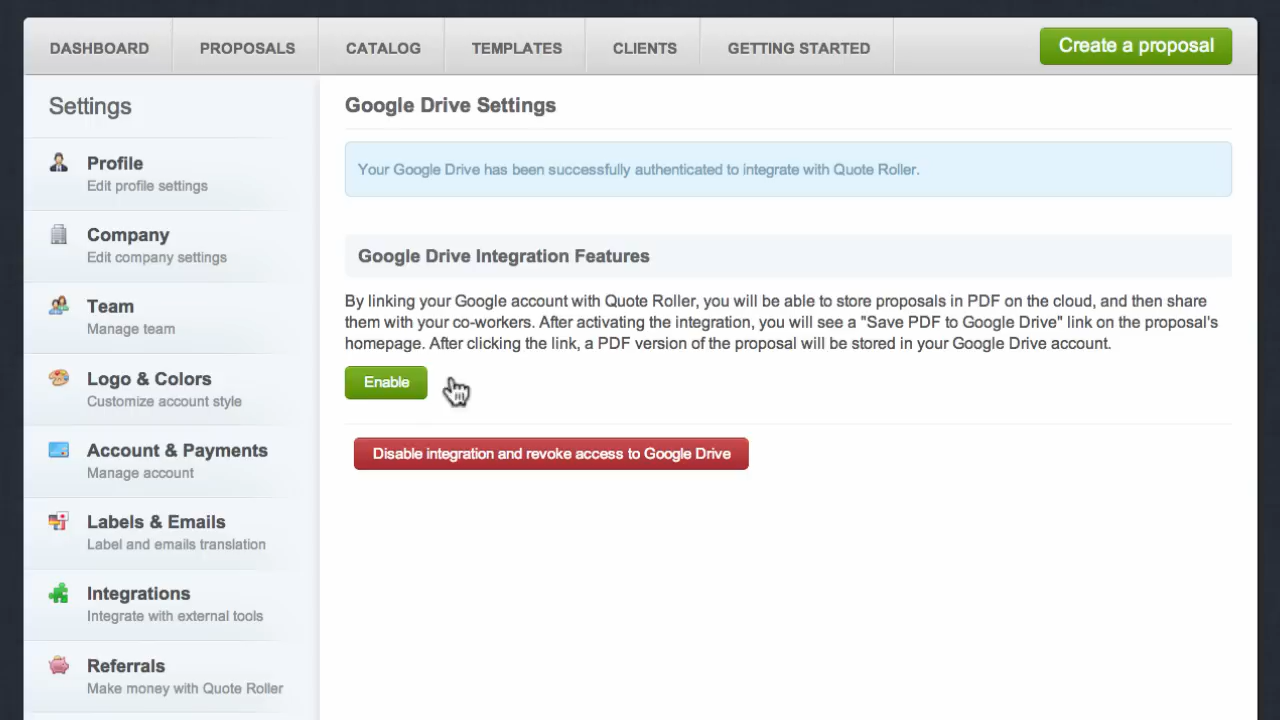 DASHBOARD
PROPOSALS
CATALOG
TEMPLATES
CLIENTS
GETTING STARTED
Create a proposal
Settings
Profile
Edit profile settings
Company
Edit company settings
Team
Manage team
Logo & Colors
Customize account style
Account & Payments
Manage account
Labels & Emails
Label and emails translation
Integrations
Integrate with external tools
Referrals
Make money with Quote Roller
Google Drive Settings
Your Google Drive has been successfully authenticated to integrate with Quote Roller.
Google Drive Integration Features
By linking your Google account with Quote Roller, you will be able to store proposals in PDF on the cloud, and then share
them with your co-workers. After activating the integration, you will see a "Save PDF to Google Drive" link on the proposal's
homepage. After clicking the link, a PDF version of the proposal will be stored in your Google Drive account.
Enable
Disable integration and revoke access to Google Drive